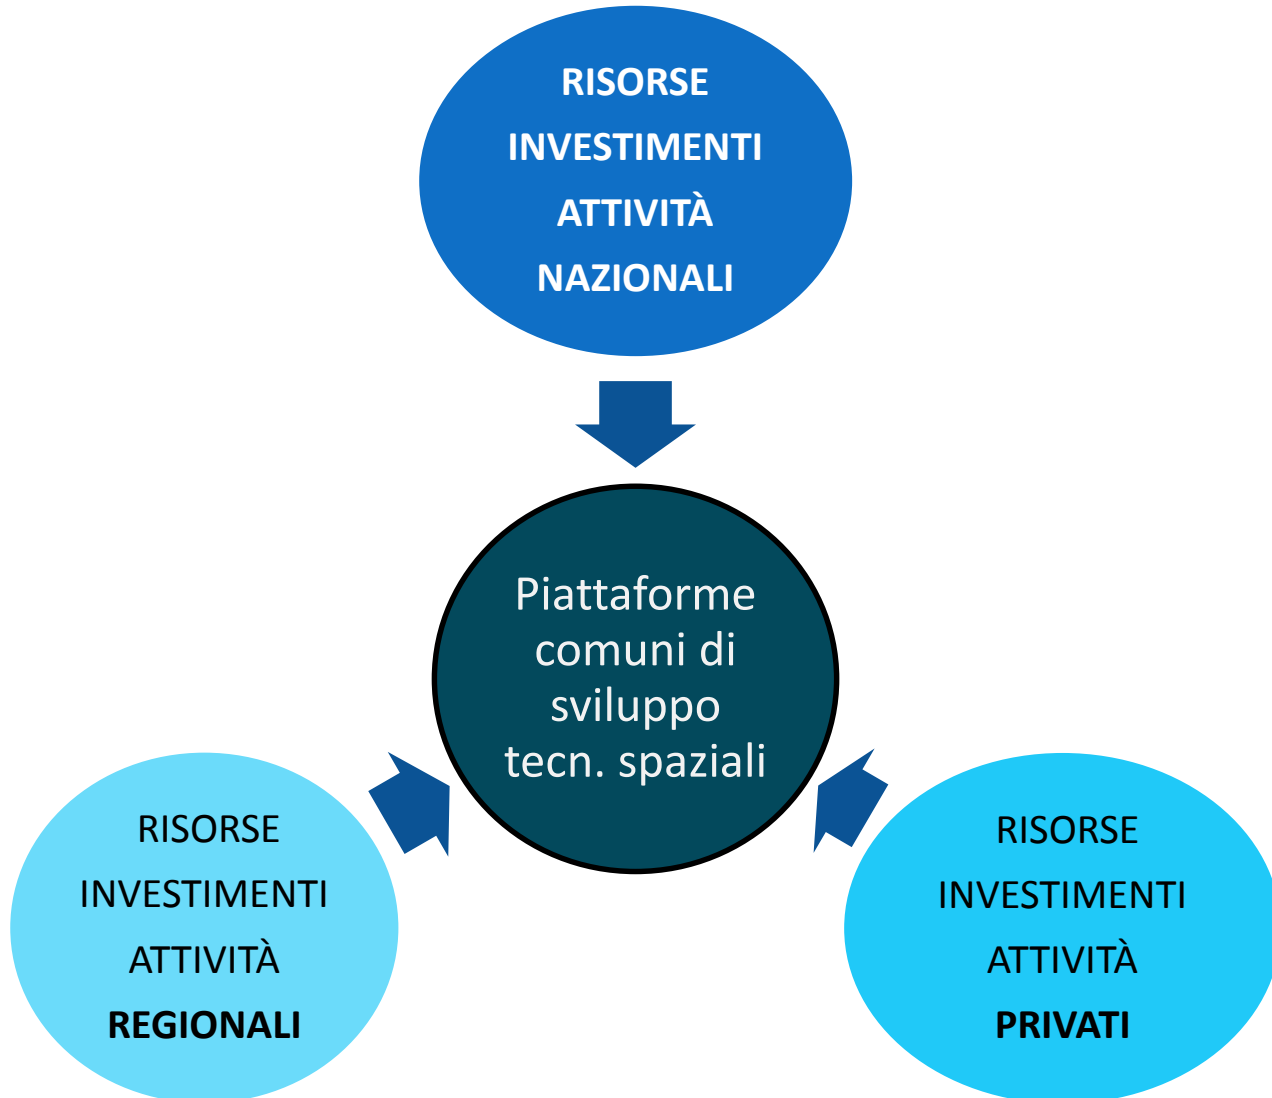 RISORSE
INVESTIMENTI
ATTIVITÀ
NAZIONALI
Piattaforme
comuni di
sviluppo
tecn. spaziali
RISORSE
INVESTIMENTI
ATTIVITÀ
REGIONALI
RISORSE
INVESTIMENTI
ATTIVITÀ
PRIVATI